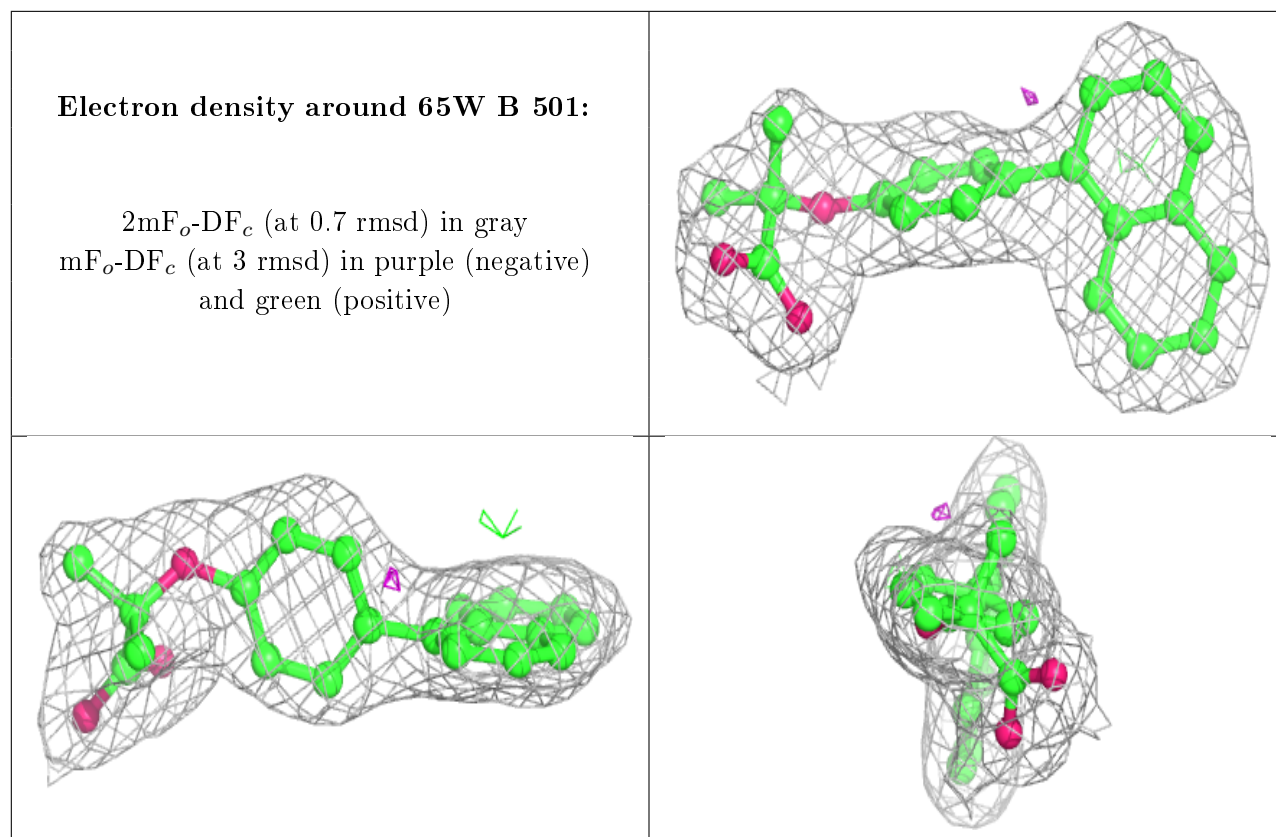 Electron density around 65W B 501:
2mFo-DFc (at 0.7 rmsd) in gray
mFo-DFc (at 3 rmsd) in purple (negative)
and green (positive)